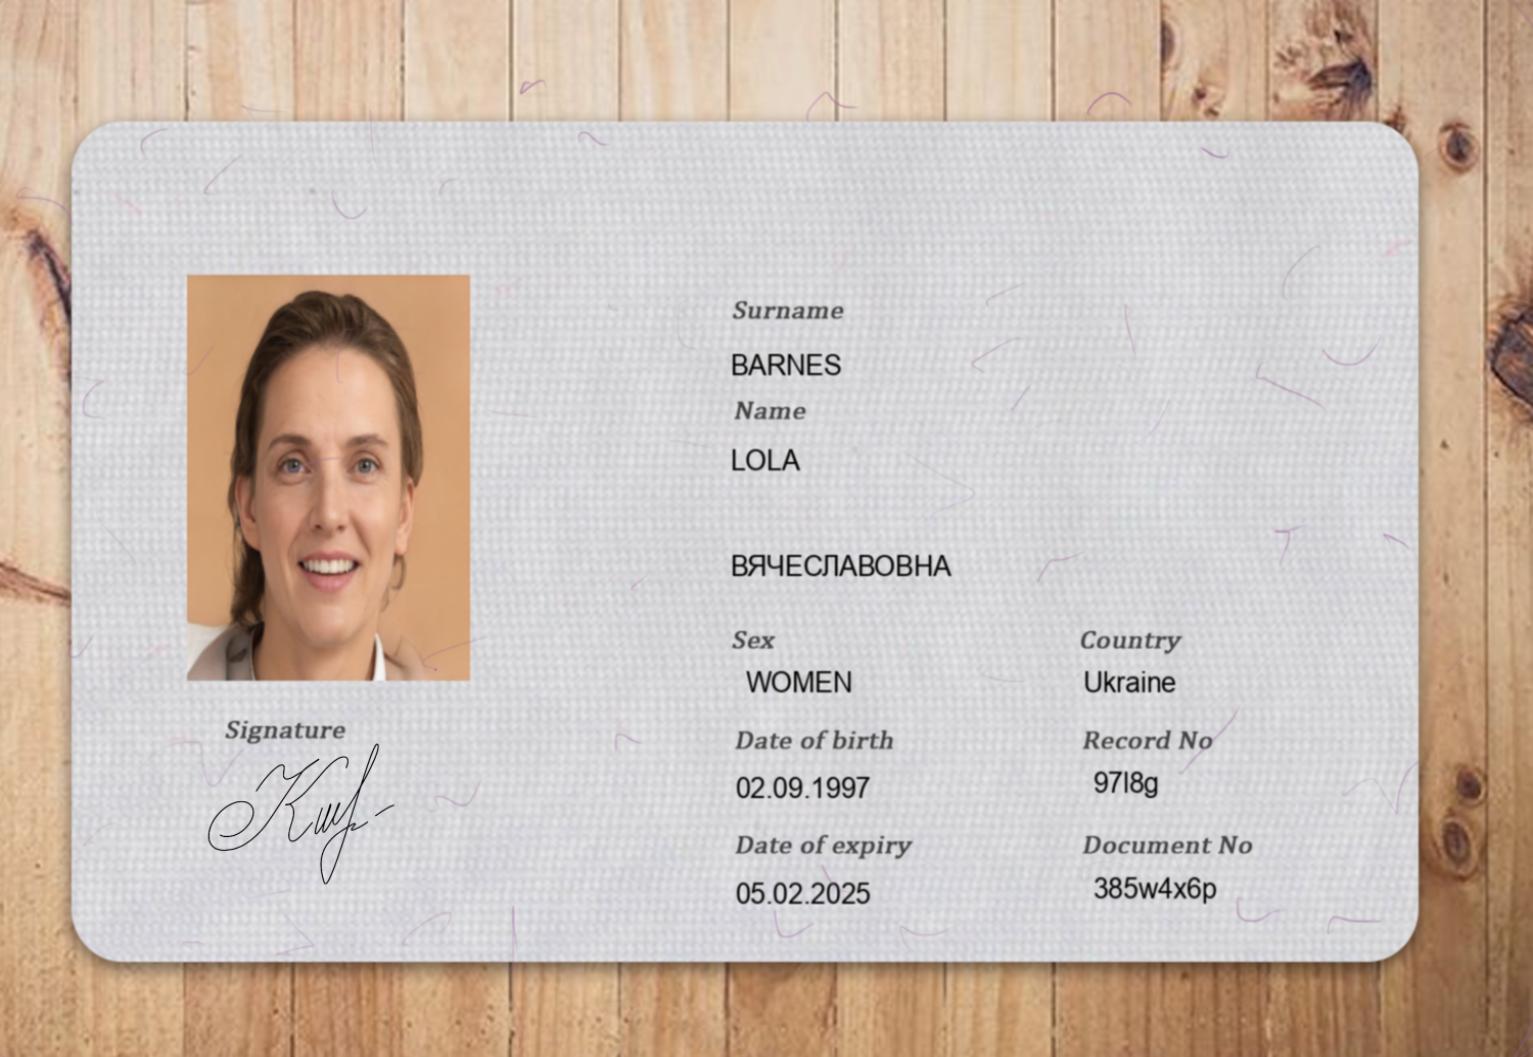 Surname
BARNES
Name
LOLA
ВЯЧЕСЛАВОВНА
Sex
Country
WOMEN
Ukraine
Date of birth
Record No
02.09.1997
97l8g
Date of expiry
Document No
05.02.2025
385w4x6p
Signature